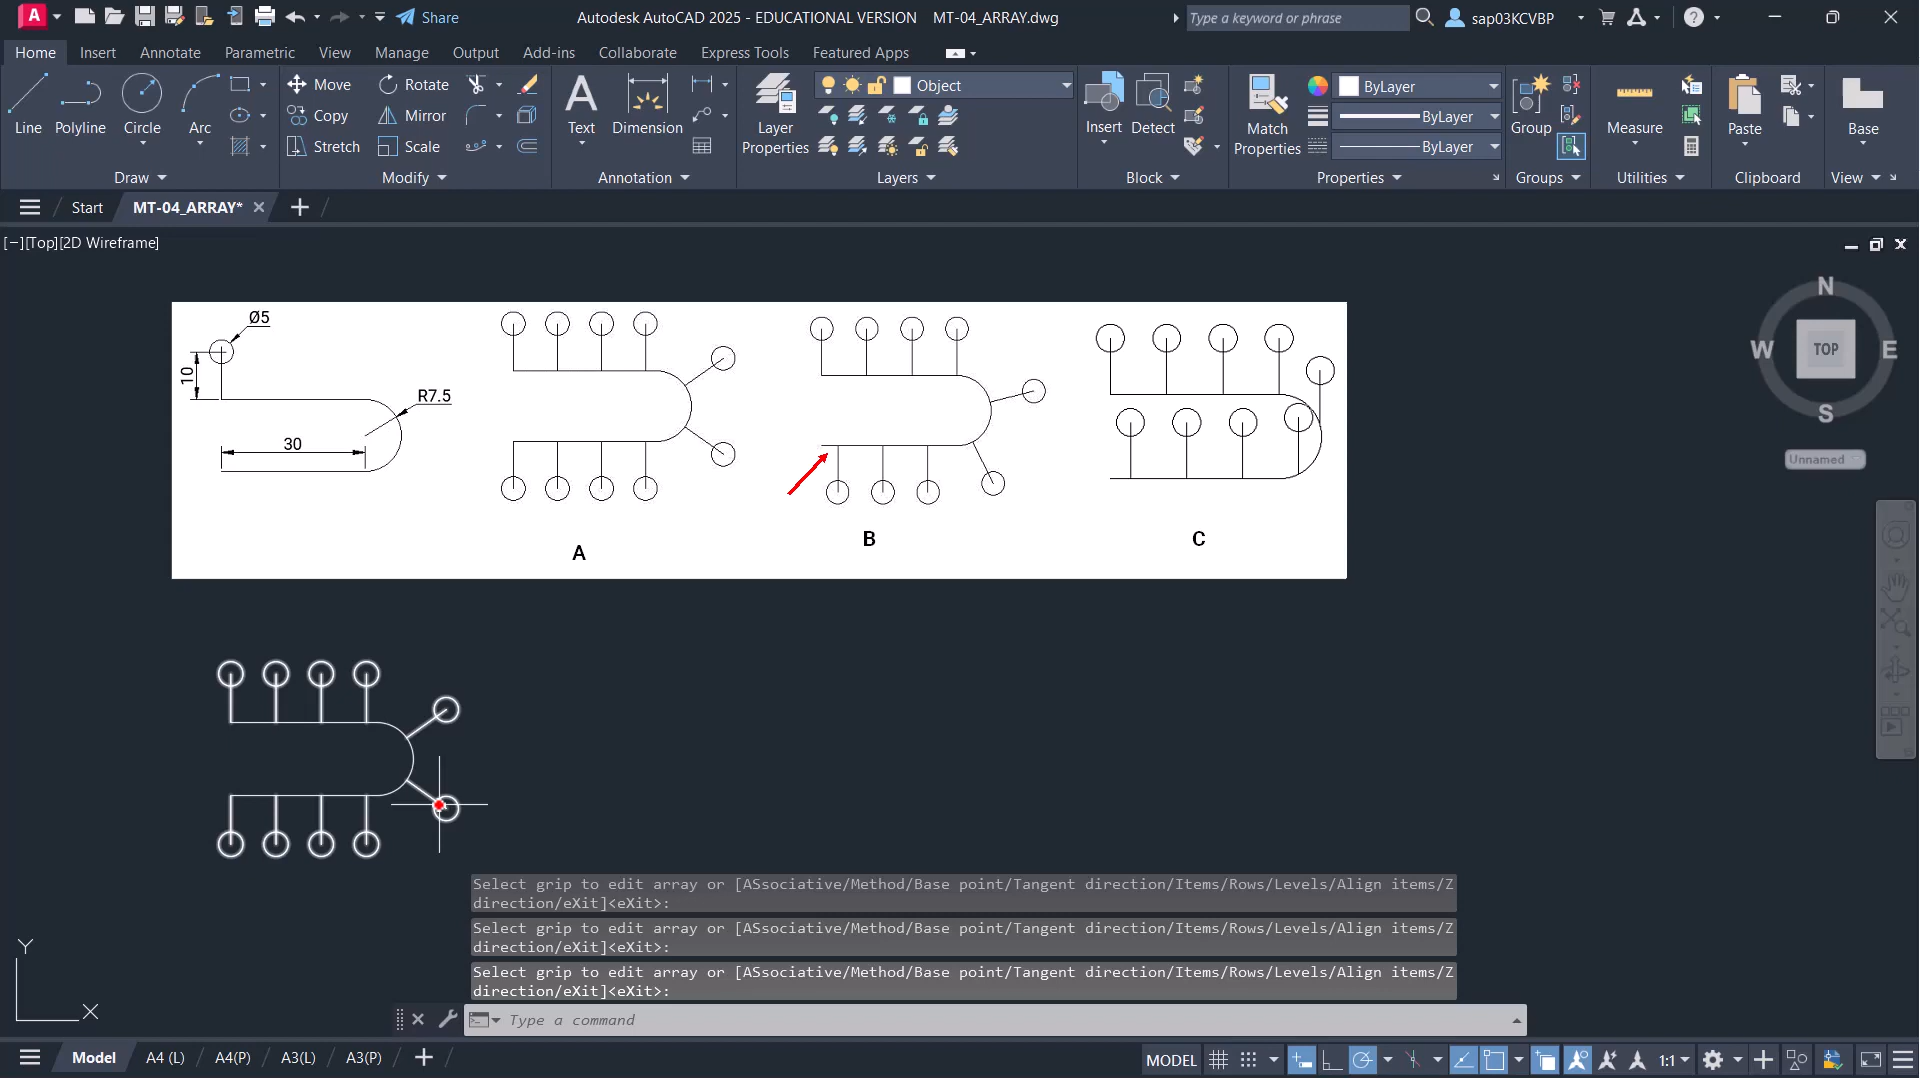 A Share Autodesk AutoCAD 2025 - EDUCATIONAL VERSION MT-04_ARRAY.dwg Type a keyword or phrase sap03KCVBP
Home Insert Annotate Parametric View Manage Output Add-ins Collaborate Express Tools Featured Apps
Line Polyline Circle Arc
Move Rotate
Copy Mirror
Stretch Scale
Text Dimension
Layer Properties
Object
Insert Detect
Match Properties
ByLayer
ByLayer
ByLayer
Group Measure Paste Base
Draw Modify Annotation Layers Block Properties Groups Utilities Clipboard View
Start MT-04_ARRAY*
[−][Top][2D Wireframe]
Ø5
10
R7.5
30
A
B
C
N
W TOP E
S
Unnamed
Select grip to edit array or [ASsociative/Method/Base point/Tangent direction/Items/Rows/Levels/Align items/Z
direction/eXit]<eXit>:
Select grip to edit array or [ASsociative/Method/Base point/Tangent direction/Items/Rows/Levels/Align items/Z
direction/eXit]<eXit>:
Select grip to edit array or [ASsociative/Method/Base point/Tangent direction/Items/Rows/Levels/Align items/Z
direction/eXit]<eXit>:
Y
X
Type a command
Model A4 (L) A4(P) A3(L) A3(P) MODEL 1:1